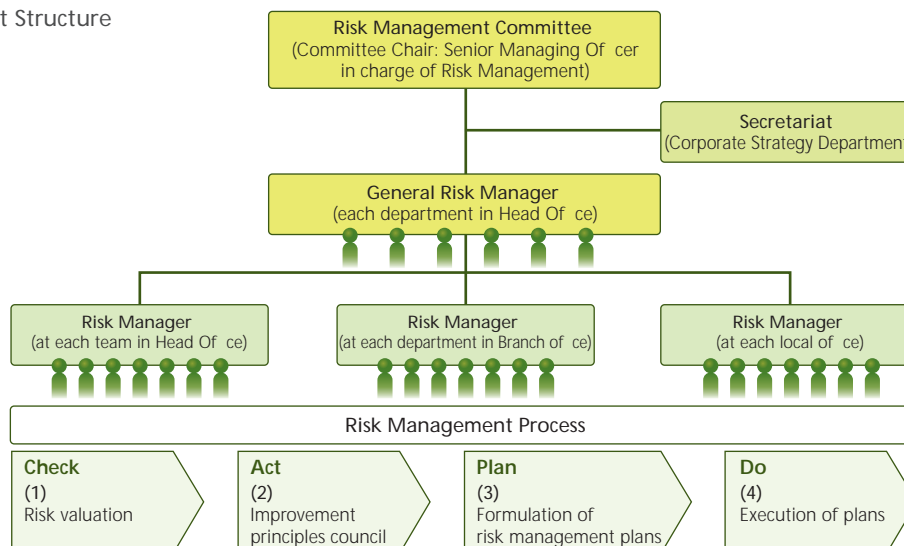 t Structure
Risk Management Committee
(Committee Chair: Senior Managing Of cer
in charge of Risk Management)
Secretariat
(Corporate Strategy Department
General Risk Manager
(each department in Head Of ce)
Risk Manager
(at each team in Head Of ce)
Risk Manager
(at each department in Branch of ce)
Risk Manager
(at each local of ce)
Risk Management Process
Check
(1)
Risk valuation
Act
(2)
Improvement
principles council
Plan
(3)
Formulation of
risk management plans
Do
(4)
Execution of plans